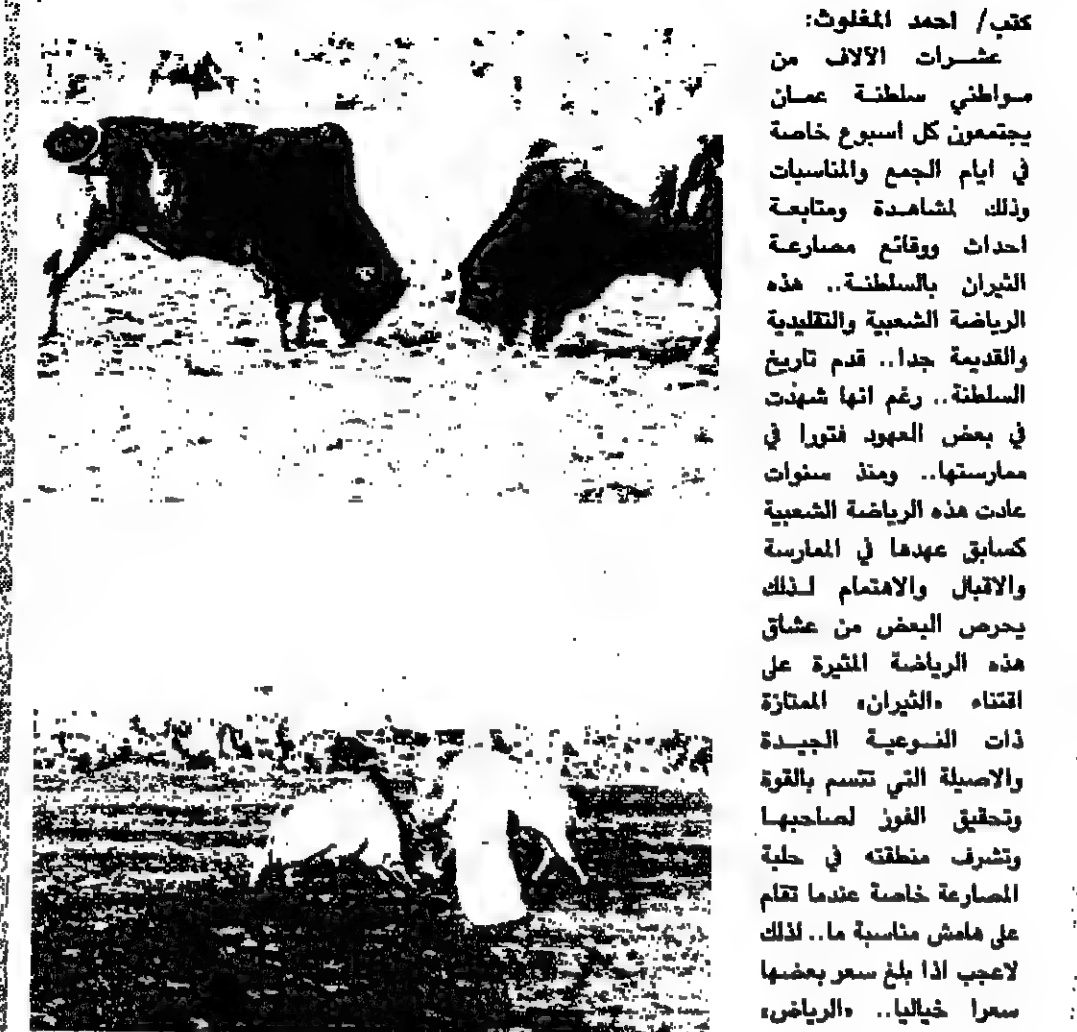 كتب/ احمد المغلوث:
عشرات الآلاف من
مواطني سلطنة عمان
يجتمعون كل اسبوع خاصة
في ايام الجمع والمناسبات
وذلك لمشاهدة ومتابعة
احداث ووقائع مصارعة
الثيران بالسلطنة.. هذه
الرياضة الشعبية والتقليدية
والقديمة جدا.. قدم تاريخ
السلطنة.. رغم انها شهدت
في بعض العهود فتورا في
ممارستها.. ومنذ سنوات
عادت هذه الرياضة الشعبية
كسابق عهدها في الممارسة
والاقبال والاهتمام لذلك
يحرص البعض من عشاق
هذه الرياضة المثيرة على
اقتناء «الثيران» الممتازة
ذات النوعية الجيدة
والاصيلة التي تتسم بالقوة
وتحقيق الفوز لصاحبها
وتشرف منطقته في حلبة
المصارعة خاصة عندما تقام
على هامش مناسبة ما.. لذلك
لاعجب اذا بلغ سعر بعضها
سعرا خياليا.. «الرياض»